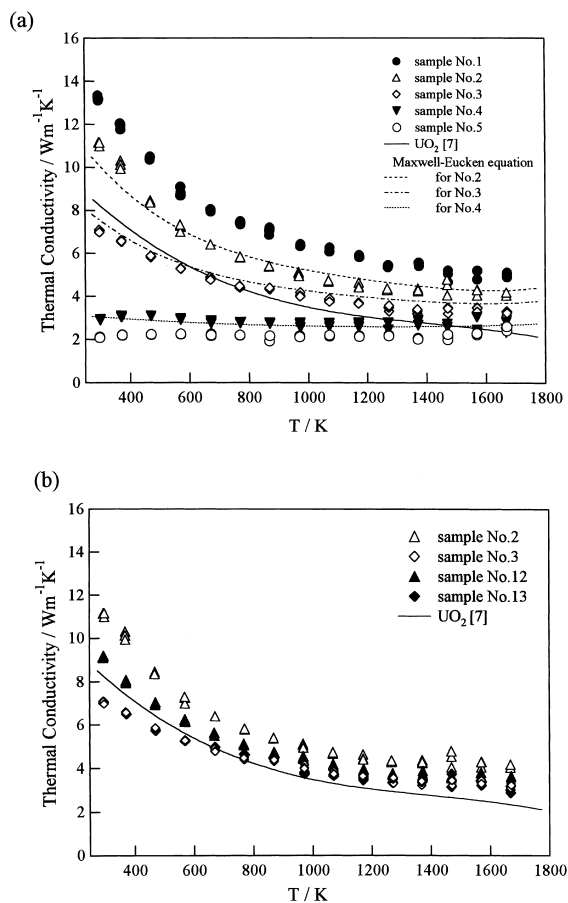 (a)
16
14
12
10
8
6
4
2
0
Thermal Conductivity / Wm⁻¹K⁻¹
sample No.1
sample No.2
sample No.3
sample No.4
sample No.5
UO₂ [7]
Maxwell-Eucken equation
for No.2
for No.3
for No.4
400 600 800 1000 1200 1400 1600 1800
T / K
(b)
16
14
12
10
8
6
4
2
0
Thermal Conductivity / Wm⁻¹K⁻¹
sample No.2
sample No.3
sample No.12
sample No.13
UO₂ [7]
400 600 800 1000 1200 1400 1600 1800
T / K